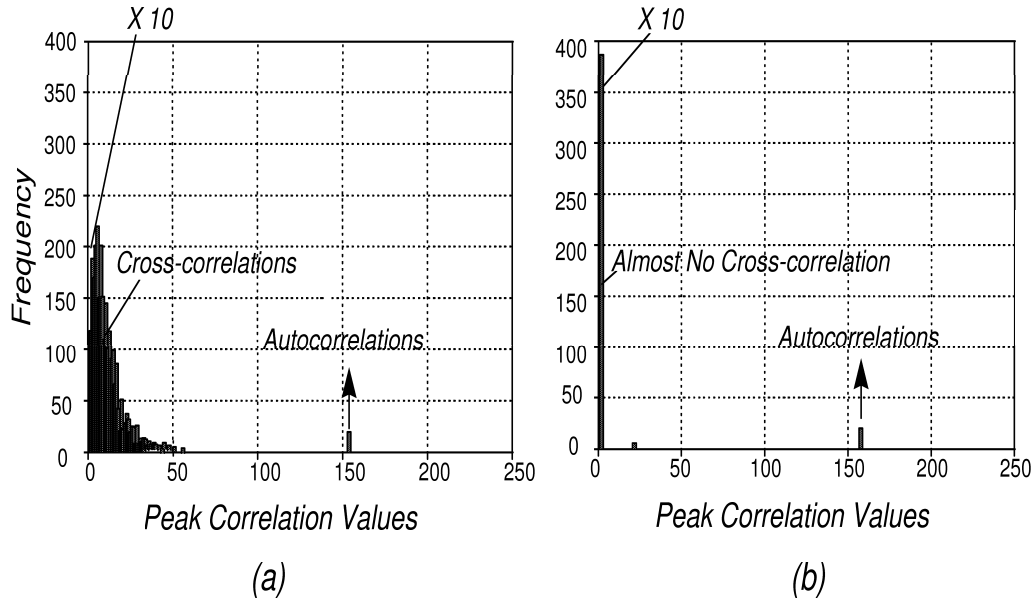 X 10
400
350
300
250
200
150
100
50
0
Frequency
Cross-correlations
Autocorrelations
0 50 100 150 200 250
Peak Correlation Values
(a)
X 10
400
350
300
250
200
150
100
50
0
Almost No Cross-correlation
Autocorrelations
0 50 100 150 200 250
Peak Correlation Values
(b)